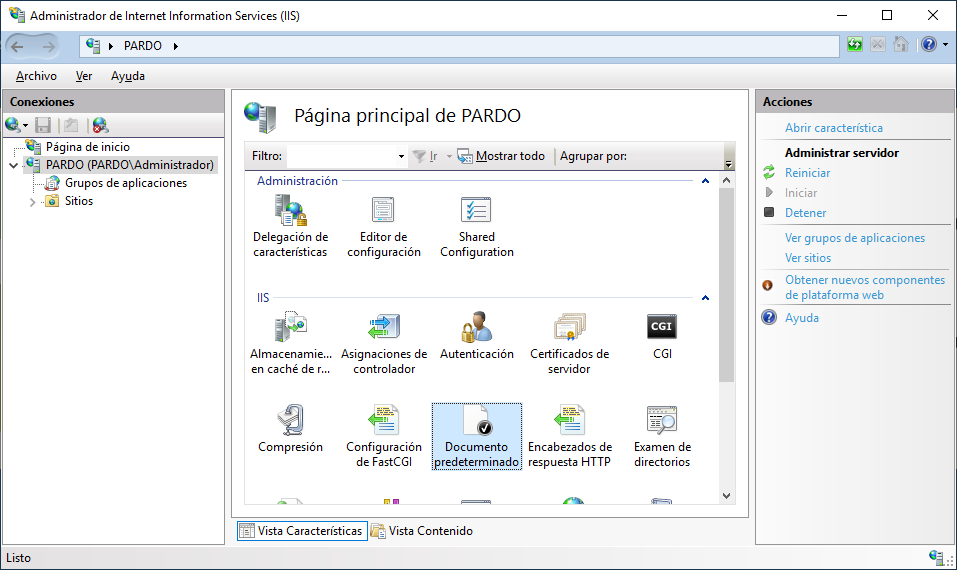 Administrador de Internet Information Services (IIS)
PARDO
Archivo Ver Ayuda
Conexiones
Página de inicio
PARDO (PARDO\Administrador)
Grupos de aplicaciones
Sitios
Página principal de PARDO
Filtro: Ir Mostrar todo Agrupar por:
Administración
Delegación de
características
Editor de
configuración
Shared
Configuration
IIS
Almacenamie...
en caché de r...
Asignaciones de
controlador
Autenticación
Certificados de
servidor
CGI
CGI
Compresión
Configuración
de FastCGI
Documento
predeterminado
Encabezados de
respuesta HTTP
Examen de
directorios
Vista Características Vista Contenido
Acciones
Abrir característica
Administrar servidor
Reiniciar
Iniciar
Detener
Ver grupos de aplicaciones
Ver sitios
Obtener nuevos componentes
de plataforma web
Ayuda
Listo